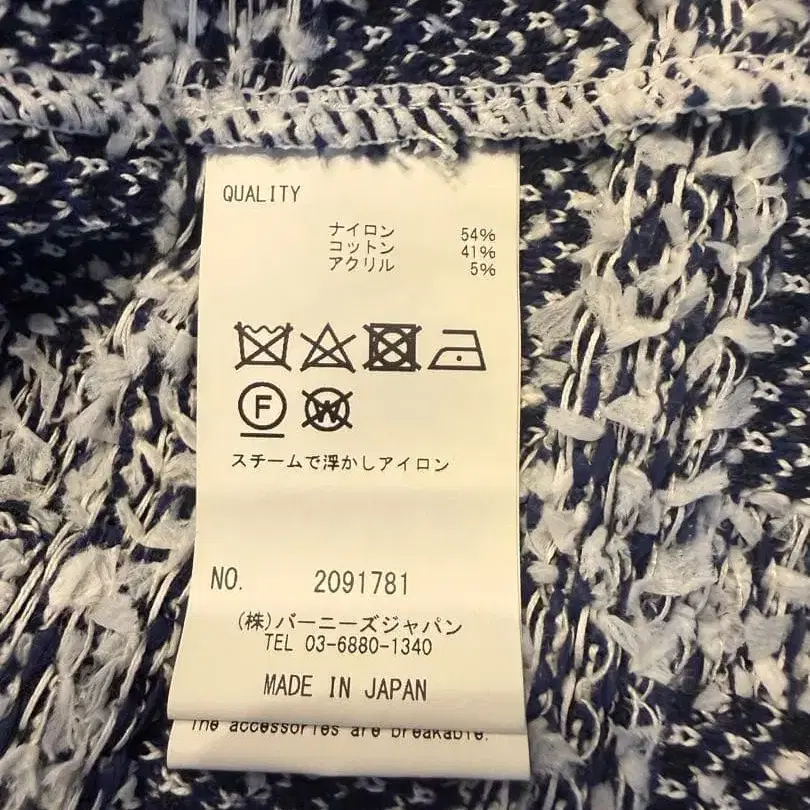 QUALITY
ナイロン 54%
コットン 41%
アクリル 5%
F
W
スチームで浮かしアイロン
NO. 2091781
(株)バーニーズジャパン
TEL 03-6880-1340
MADE IN JAPAN
The accessories are breakable.